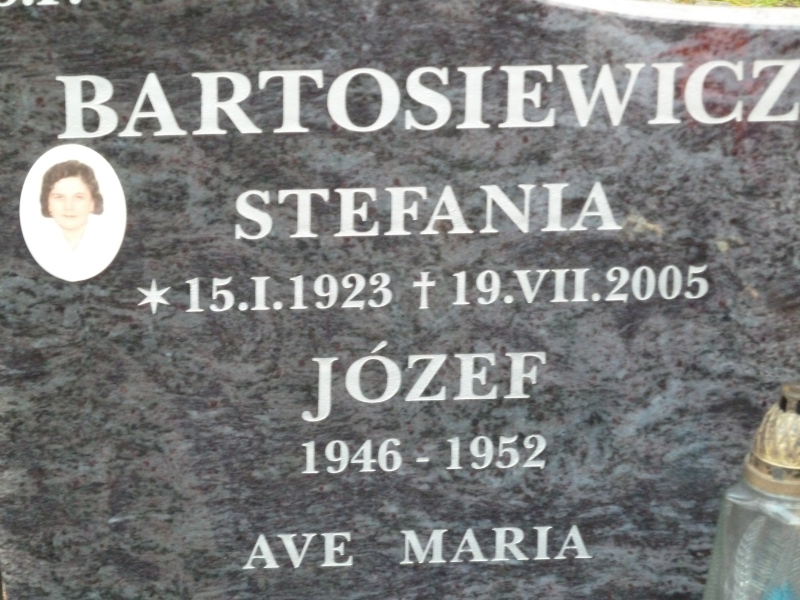 BARTOSIEWICZ
STEFANIA
✶ 15.I.1923 † 19.VII.2005
JÓZEF
1946 - 1952
AVE MARIA